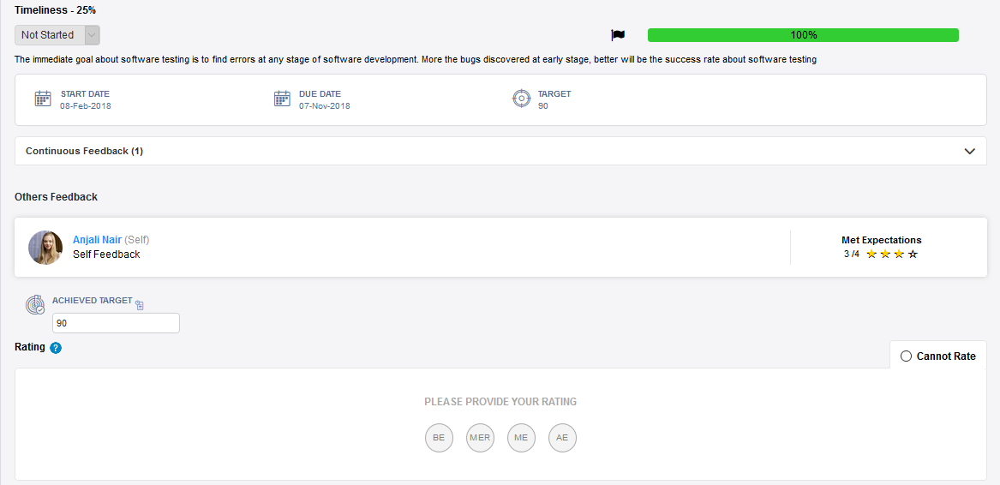 Timeliness - 25%
Not Started
100%
The immediate goal about software testing is to find errors at any stage of software development. More the bugs discovered at early stage, better will be the success rate about software testing
START DATE
08-Feb-2018
DUE DATE
07-Nov-2018
TARGET
90
Continuous Feedback (1)
Others Feedback
Anjali Nair (Self)
Self Feedback
Met Expectations
3 /4
ACHIEVED TARGET
90
Rating ?
Cannot Rate
PLEASE PROVIDE YOUR RATING
BE MER ME AE